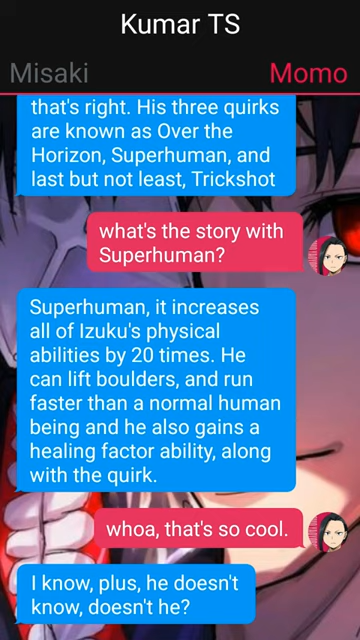 Kumar TS
Misaki
Momo
that's right. His three quirks
are known as Over the
Horizon, Superhuman, and
last but not least, Trickshot
what's the story with
Superhuman?
Superhuman, it increases
all of Izuku's physical
abilities by 20 times. He
can lift boulders, and run
faster than a normal human
being and he also gains a
healing factor ability, along
with the quirk.
whoa, that's so cool.
I know, plus, he doesn't
know, doesn't he?